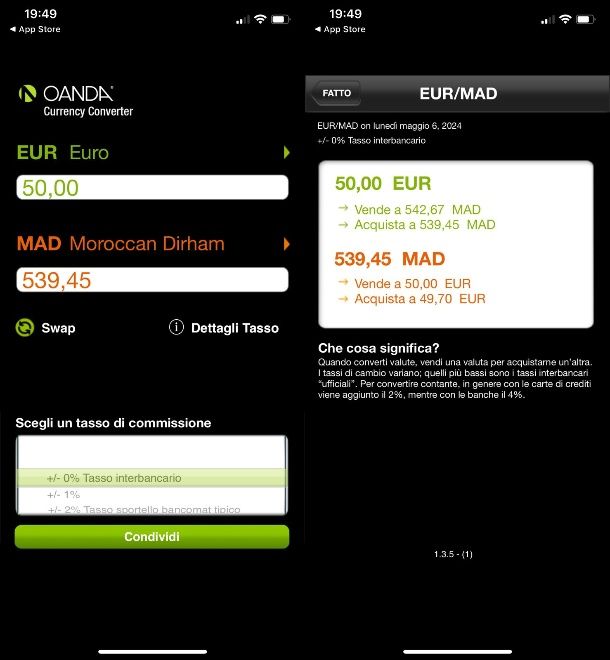 19:49
◀ App Store
OANDA®
Currency Converter
EUR Euro
50,00
MAD Moroccan Dirham
539,45
Swap
Dettagli Tasso
Scegli un tasso di commissione
+/- 0% Tasso interbancario
+/- 1%
+/- 2% Tasso sportello bancomat tipico
Condividi
19:49
◀ App Store
FATTO
EUR/MAD
EUR/MAD on lunedì maggio 6, 2024
+/- 0% Tasso interbancario
50,00 EUR
→ Vende a 542,67 MAD
→ Acquista a 539,45 MAD
539,45 MAD
→ Vende a 50,00 EUR
→ Acquista a 49,70 EUR
Che cosa significa?
Quando converti valute, vendi una valuta per acquistarne un'altra.
I tassi di cambio variano; quelli più bassi sono i tassi interbancari
“ufficiali”. Per convertire contante, in genere con le carte di crediti
viene aggiunto il 2%, mentre con le banche il 4%.
1.3.5 - (1)